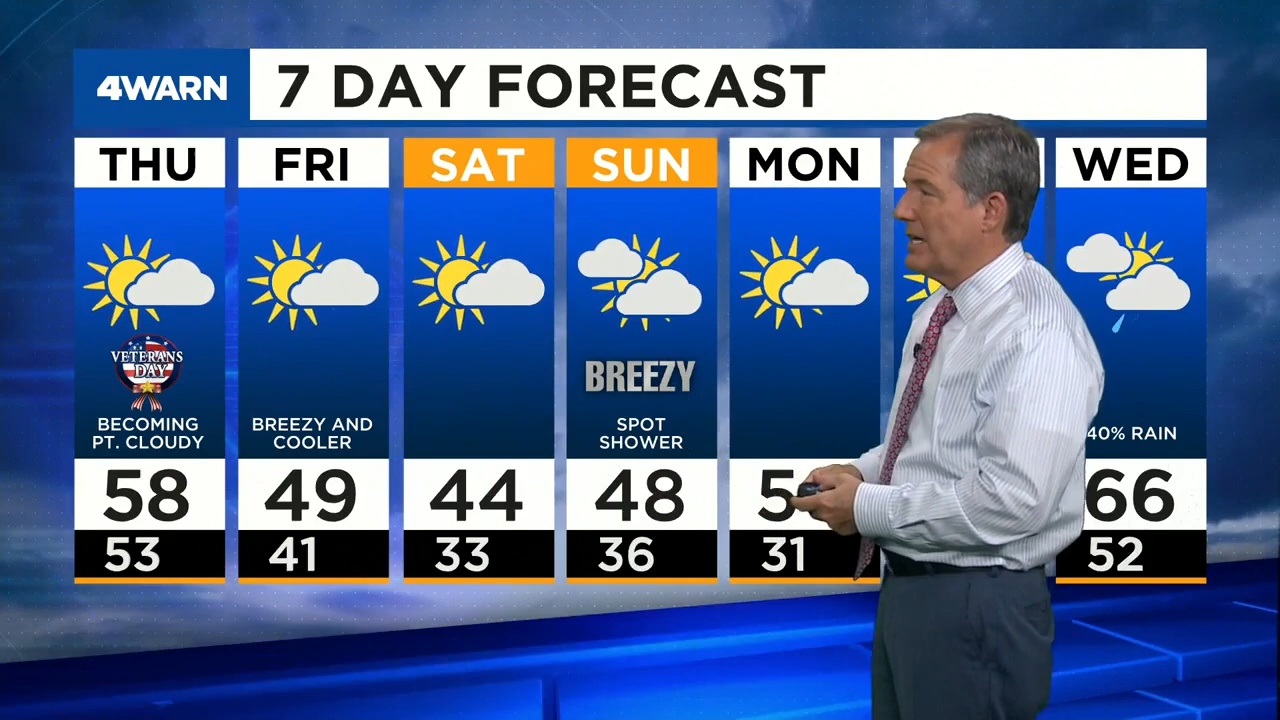 4WARN
7 DAY FORECAST
THU
FRI
SAT
SUN
MON
WED
VETERANS
DAY
BREEZY
BECOMING
PT. CLOUDY
BREEZY AND
COOLER
SPOT
SHOWER
40% RAIN
58
49
44
48
66
53
41
33
36
31
52